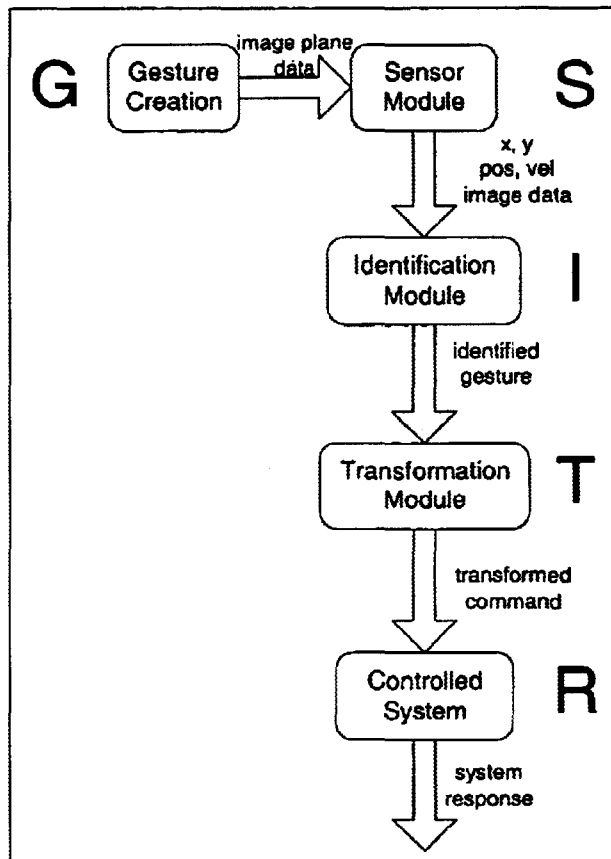 G
Gesture
Creation
image plane
data
Sensor
Module
S
x, y
pos, vel
image data
Identification
Module
I
identified
gesture
Transformation
Module
T
transformed
command
Controlled
System
R
system
response